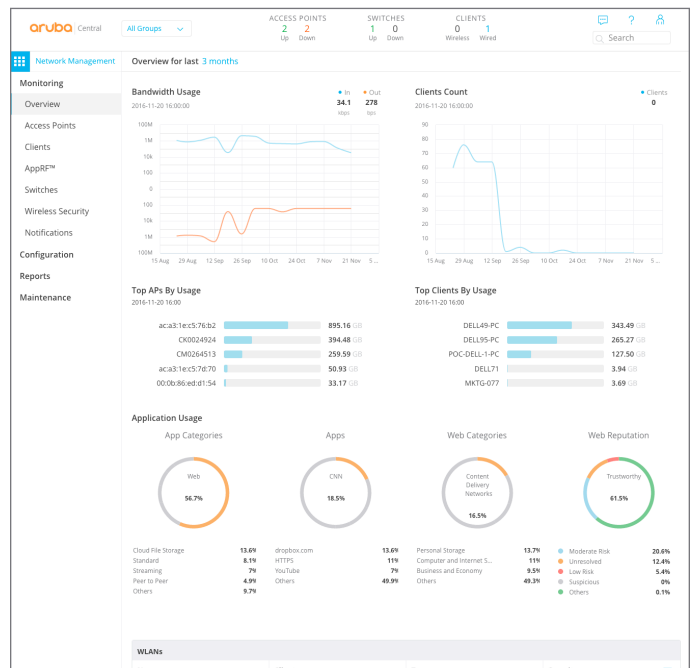 aruba Central
All Groups
ACCESS POINTS
2 2
Up Down
SWITCHES
1 0
Up Down
CLIENTS
0 1
Wireless Wired
?
Search
Network Management
Monitoring
Overview
Access Points
Clients
AppRF™
Switches
Wireless Security
Notifications
Configuration
Reports
Maintenance
Overview for last 3 months
Bandwidth Usage
2016-11-20 16:00:00
In Out
34.1 278
kbps bps
100M
1M
10k
100
0
100
10k
1M
100M
15 Aug 29 Aug 12 Sep 26 Sep 10 Oct 24 Oct 7 Nov 21 Nov 5 ...
Clients Count
2016-11-20 16:00:00
Clients
0
90
80
70
60
50
40
30
20
10
0
15 Aug 29 Aug 12 Sep 26 Sep 10 Oct 24 Oct 7 Nov 21 Nov 5 ...
Top APs By Usage
2016-11-20 16:00
ac:a3:1e:c5:76:b2 895.16 GB
CK0024924 394.48 GB
CM0264513 259.59 GB
ac:a3:1e:c5:7d:70 50.93 GB
00:0b:86:ed:d1:54 33.17 GB
Top Clients By Usage
2016-11-20 16:00
DELL49-PC 343.49 GB
DELL95-PC 265.27 GB
POC-DELL-1-PC 127.50 GB
DELL71 3.94 GB
MKTG-077 3.69 GB
Application Usage
App Categories
Web
56.7%
Cloud File Storage 13.6%
Standard 8.1%
Streaming 7%
Peer to Peer 4.9%
Others 9.7%
Apps
CNN
18.5%
dropbox.com 13.6%
HTTPS 11%
YouTube 7%
Others 49.9%
Web Categories
Content
Delivery
Networks
16.5%
Personal Storage 13.7%
Computer and Internet S... 11%
Business and Economy 9.5%
Others 49.3%
Web Reputation
Trustworthy
61.5%
Moderate Risk 20.6%
Unresolved 12.4%
Low Risk 5.4%
Suspicious 0%
Others 0.1%
WLANs